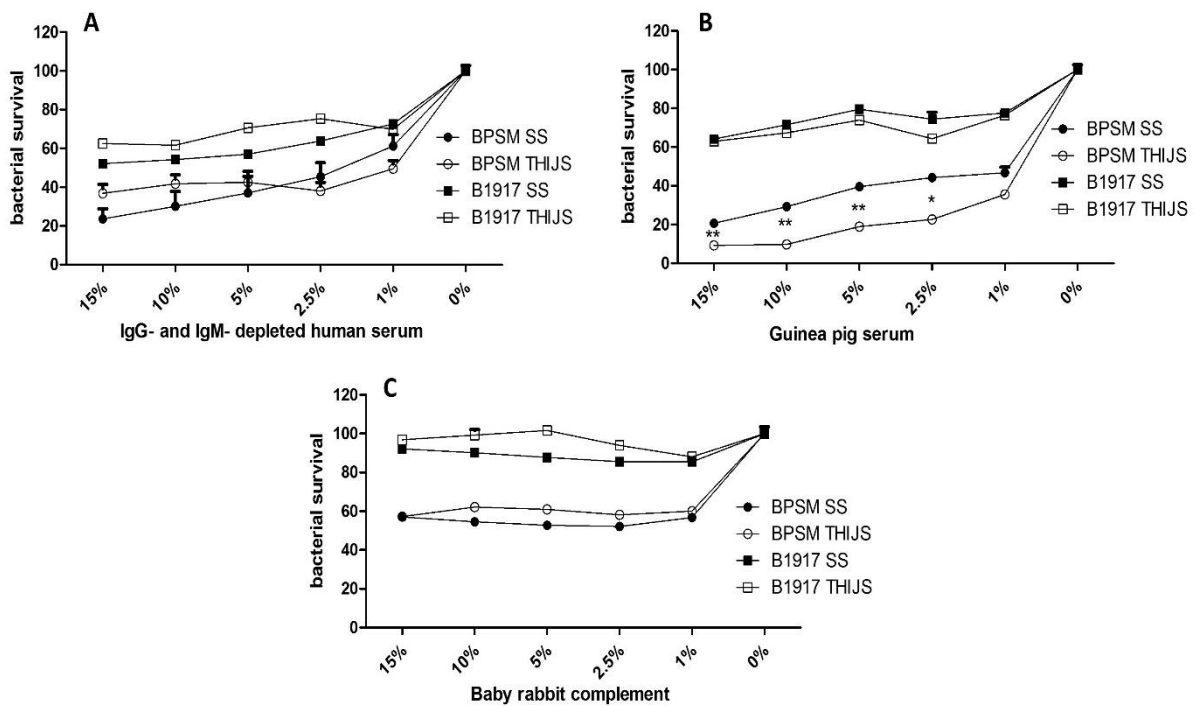 A
bacterial survival
120
100
80
60
40
20
0
15%
10%
5%
2.5%
1%
0%
IgG- and IgM- depleted human serum
BPSM SS
BPSM THIJS
B1917 SS
B1917 THIJS
B
bacterial survival
120
100
80
60
40
20
0
**
**
**
*
15%
10%
5%
2.5%
1%
0%
Guinea pig serum
BPSM SS
BPSM THIJS
B1917 SS
B1917 THIJS
C
bacterial survival
120
100
80
60
40
20
0
15%
10%
5%
2.5%
1%
0%
Baby rabbit complement
BPSM SS
BPSM THIJS
B1917 SS
B1917 THIJS